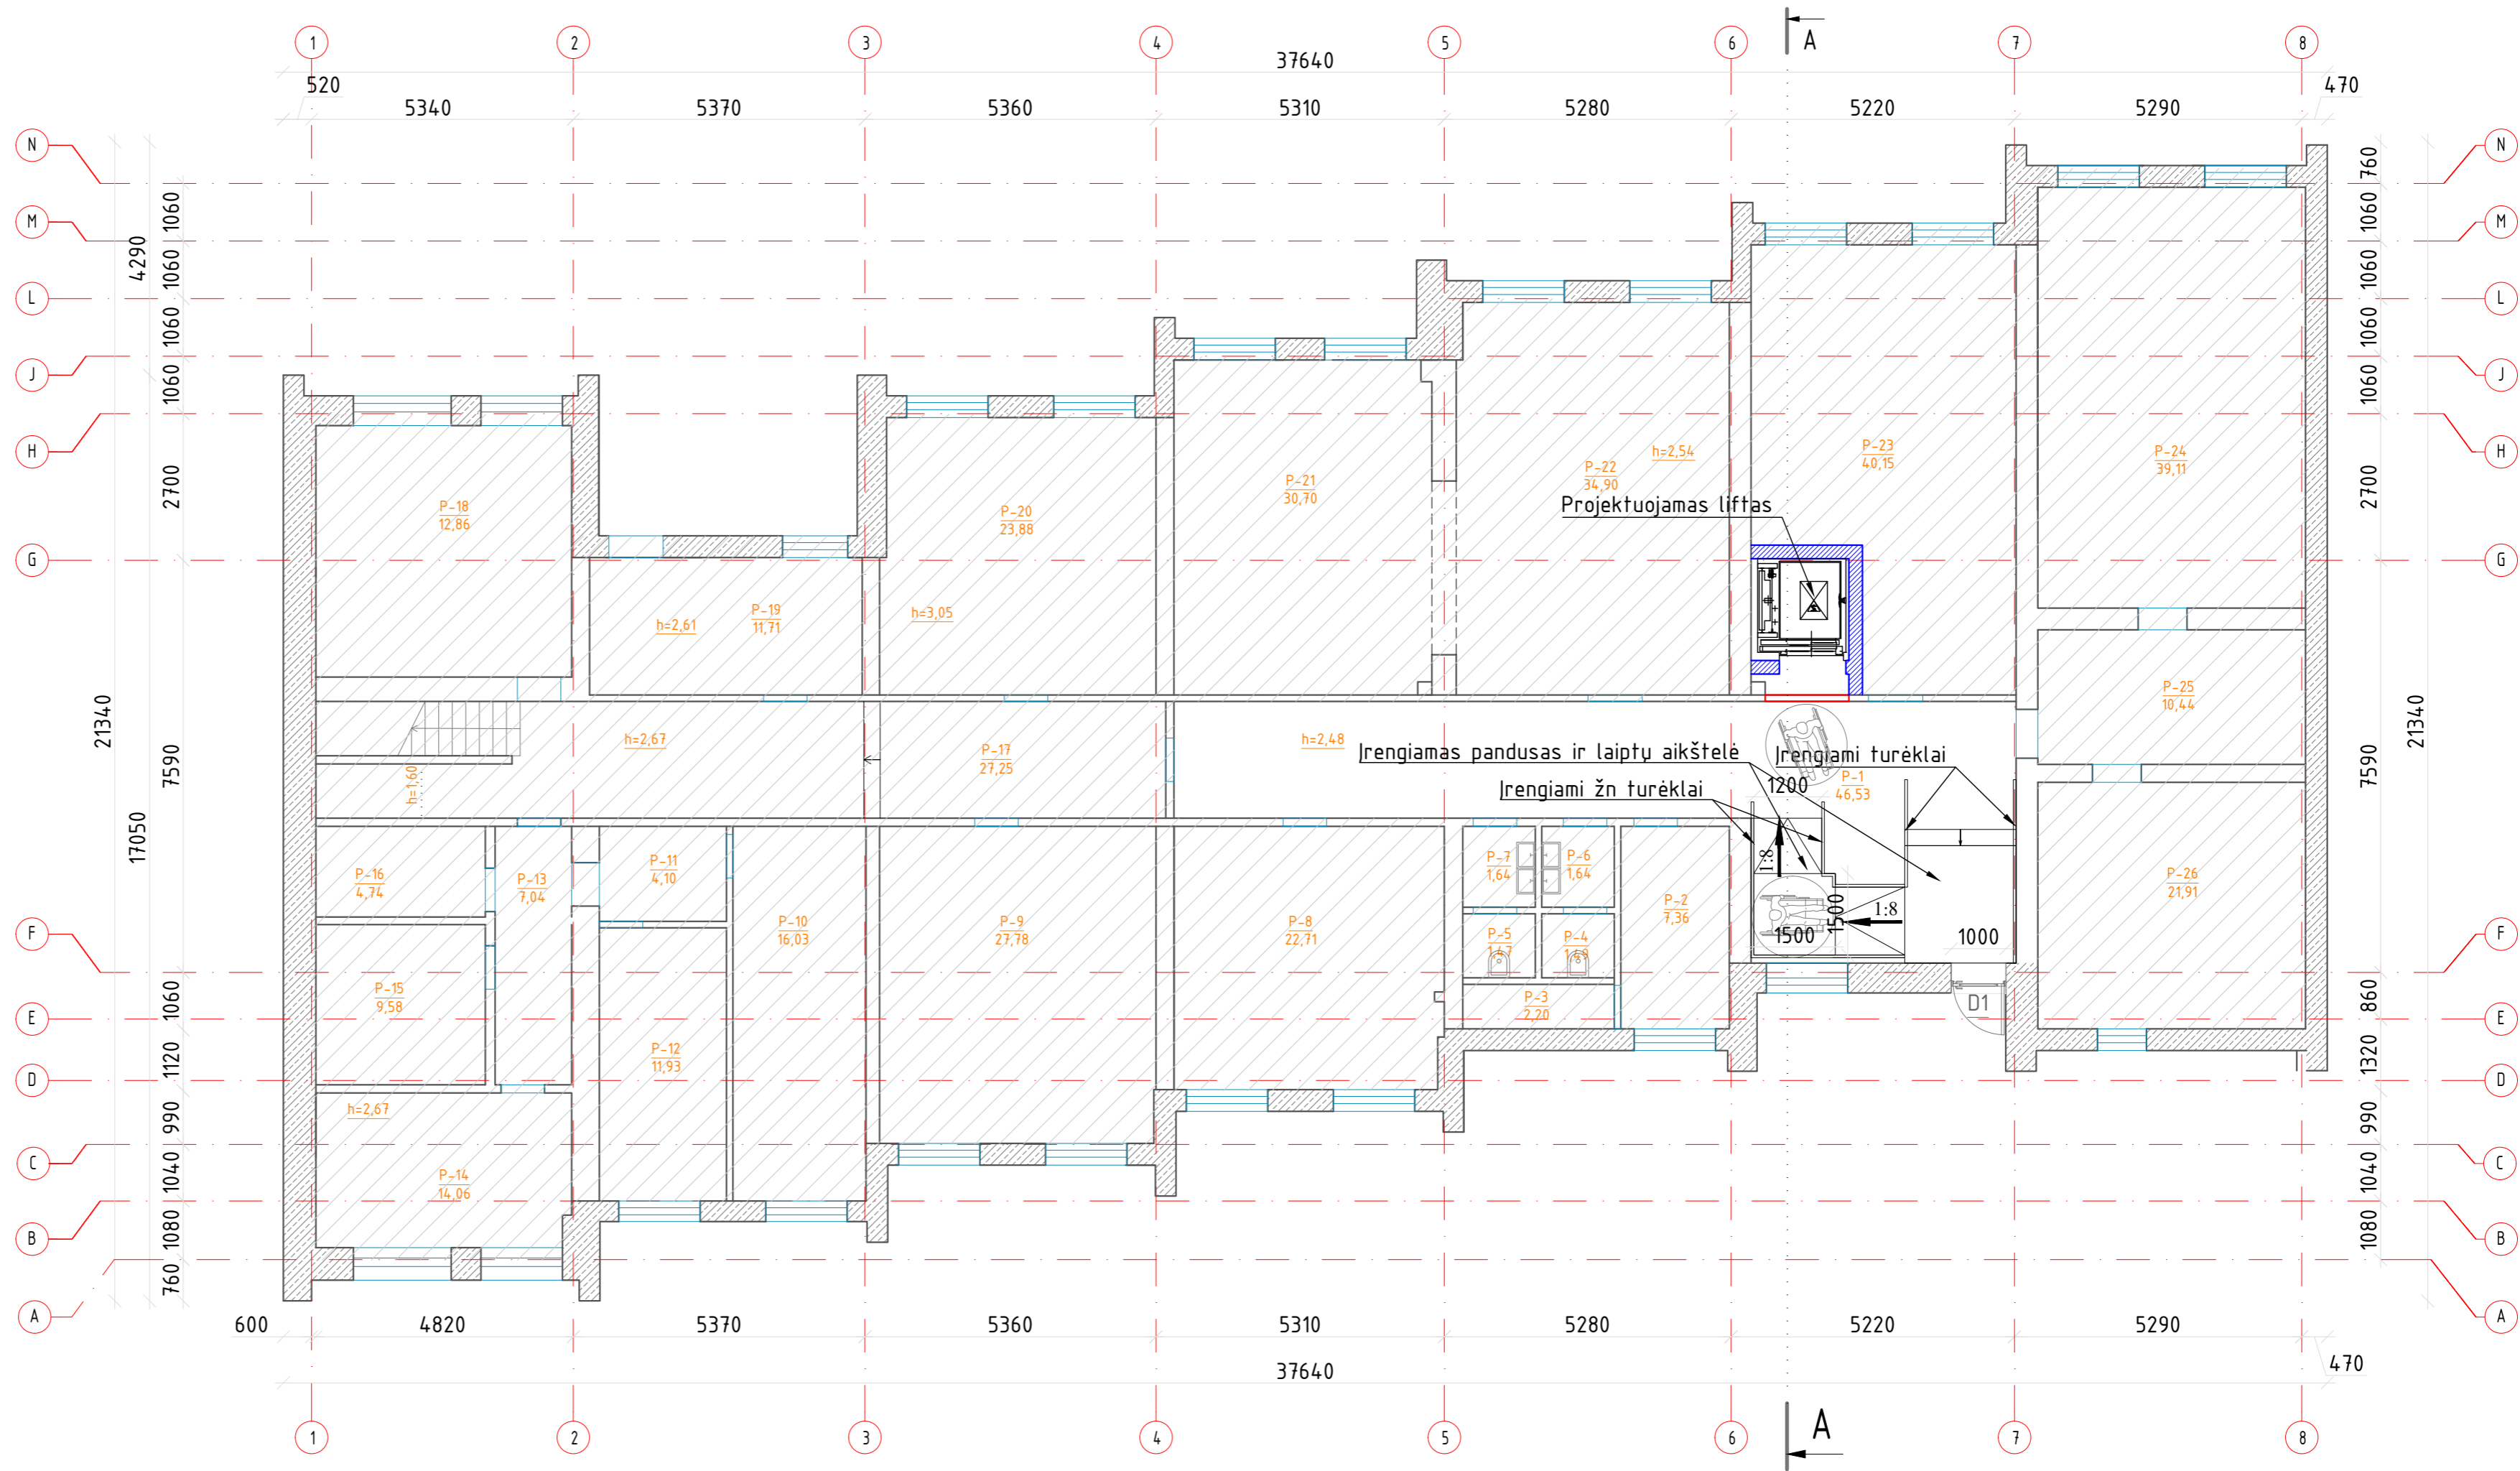 A
1 2 3 4 5 6 7 8
37640
520 470
5340 5370 5360 5310 5280 5220 5290
N N
760
1060 1060
M M
4290
1060 1060
L L
1060 1060
J J
1060 1060
H H
2700 2700
P-18
12,86
P-19
11,71
h=2,61
P-20
23,88
h=3,05
P-21
30,70
P-22
34,90
h=2,54
P-23
40,15
P-24
39,11
Projektuojamas liftas
G G
P-25
10,44
21340 21340
7590 7590
17050
h=2,67
h=1,60
P-17
27,25
h=2,48
Įrengiamas pandusas ir laiptų aikštelė
Įrengiami turėklai
Įrengiami žn turėklai
1200
P-1
46,53
1:8
1:8
1500
1500
1000
D1
P-16
4,74
P-13
7,04
P-11
4,10
P-10
16,03
P-9
27,78
P-8
22,71
P-7
1,64
P-6
1,64
P-5
1,47
P-4
P-3
2,20
P-2
7,36
P-26
21,91
P-15
9,58
P-12
11,93
h=2,67
P-14
14,06
F F
1060 860
E E
1120 1320
D D
990 990
C C
1040 1040
B B
1080 1080
760
A A
600 4820 5370 5360 5310 5280 5220 5290
470
37640
A
1 2 3 4 5 6 7 8